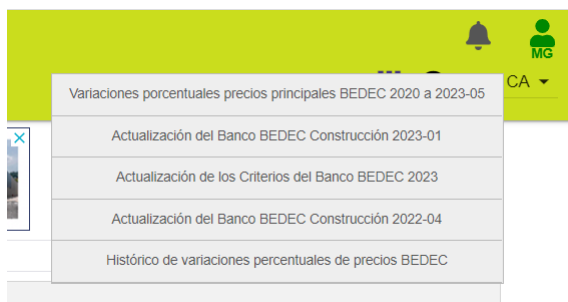 MG
CA
Variaciones porcentuales precios principales BEDEC 2020 a 2023-05
Actualización del Banco BEDEC Construcción 2023-01
Actualización de los Criterios del Banco BEDEC 2023
Actualización del Banco BEDEC Construcción 2022-04
Histórico de variaciones percentuales de precios BEDEC